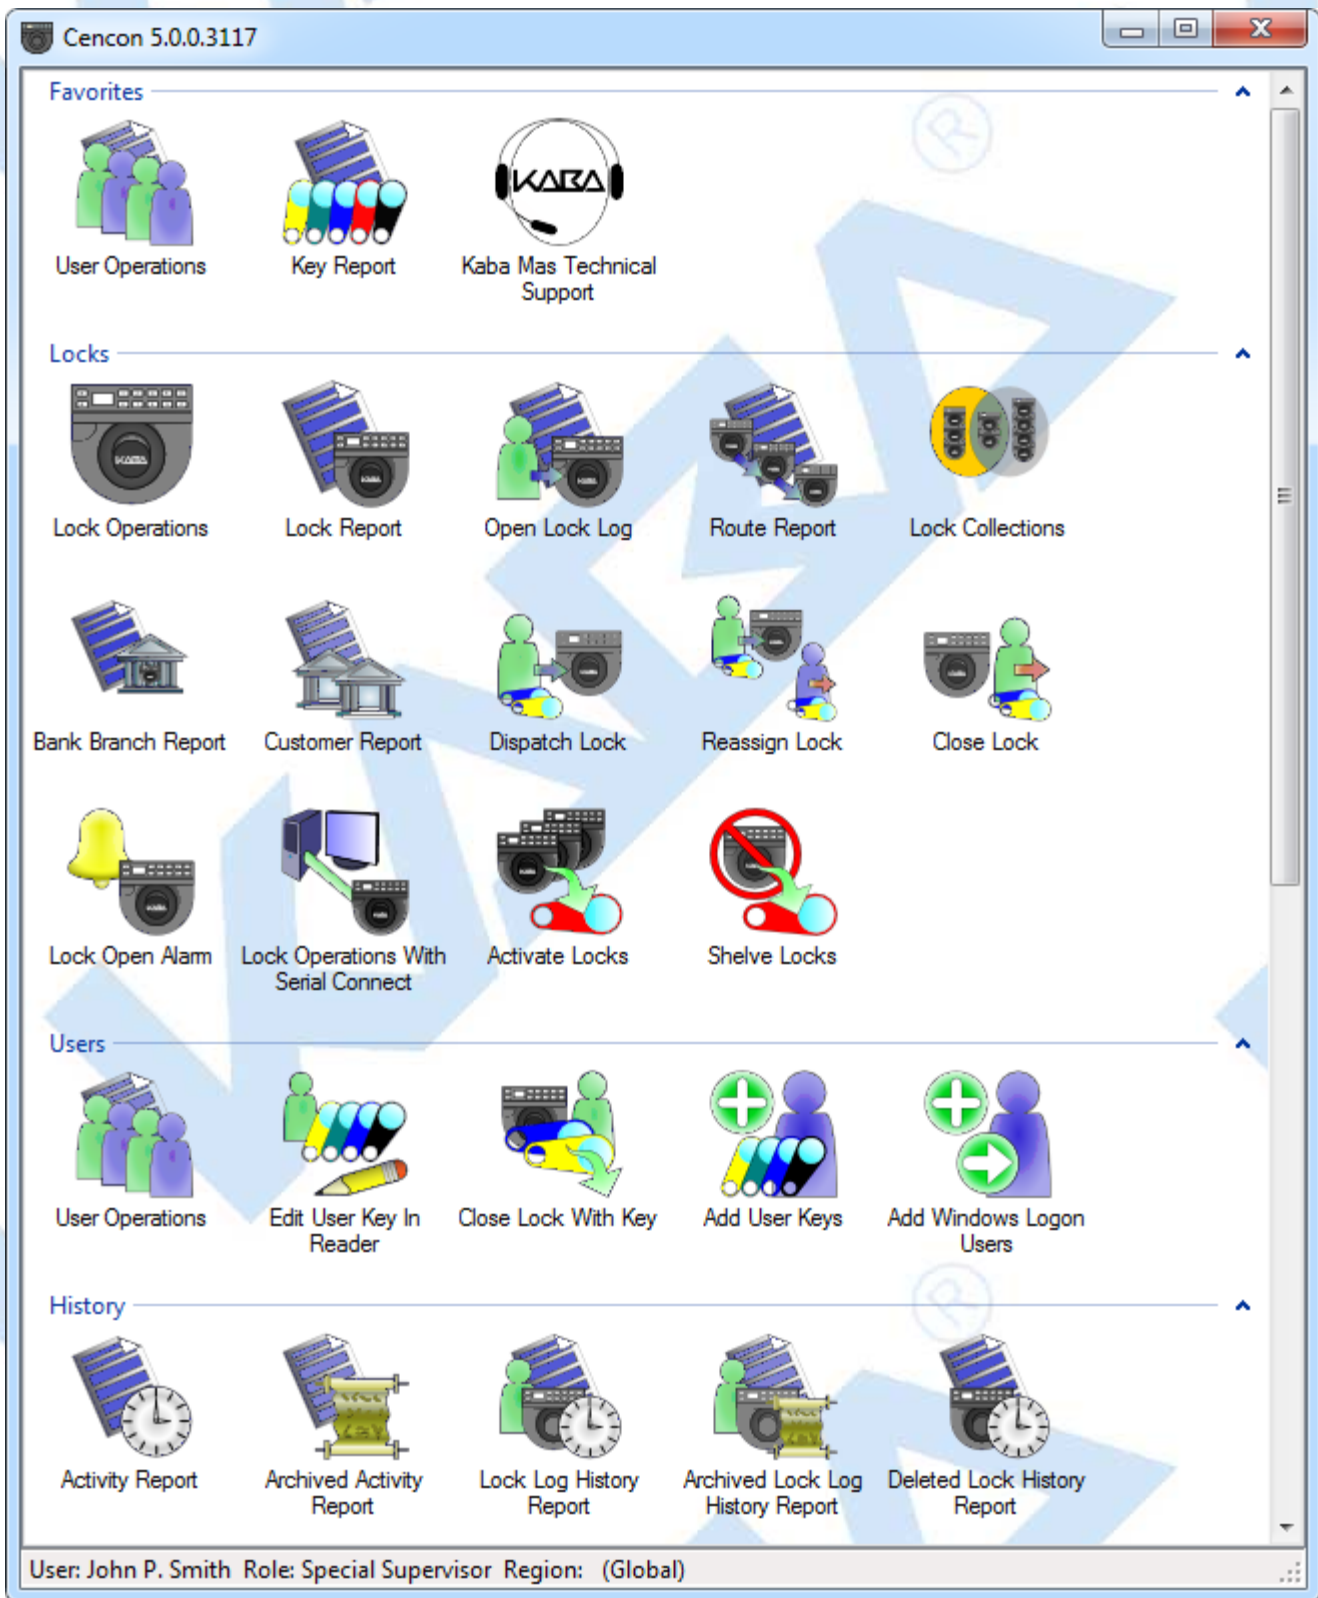 Cencon 5.0.0.3117
Favorites
User Operations
Key Report
KABA
Kaba Mas Technical
Support
Locks
Lock Operations
Lock Report
Open Lock Log
Route Report
Lock Collections
Bank Branch Report
Customer Report
Dispatch Lock
Reassign Lock
Close Lock
Lock Open Alarm
Lock Operations With
Serial Connect
Activate Locks
Shelve Locks
Users
User Operations
Edit User Key In
Reader
Close Lock With Key
Add User Keys
Add Windows Logon
Users
History
Activity Report
Archived Activity
Report
Lock Log History
Report
Archived Lock Log
History Report
Deleted Lock History
Report
User: John P. Smith Role: Special Supervisor Region: (Global)